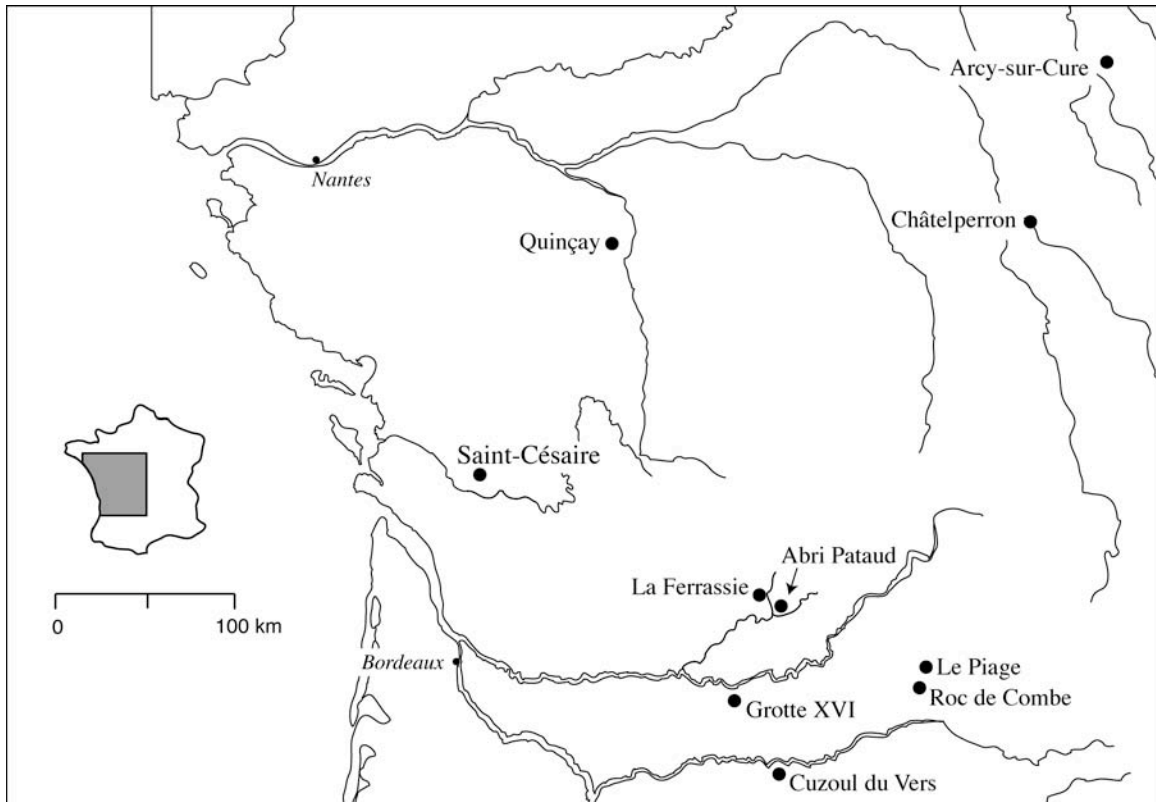 Arcy-sur-Cure
Nantes
Châtelperron
Quinçay
Saint-Césaire
Abri Pataud
La Ferrassie
0
100 km
Bordeaux
Le Piage
Roc de Combe
Grotte XVI
Cuzoul du Vers